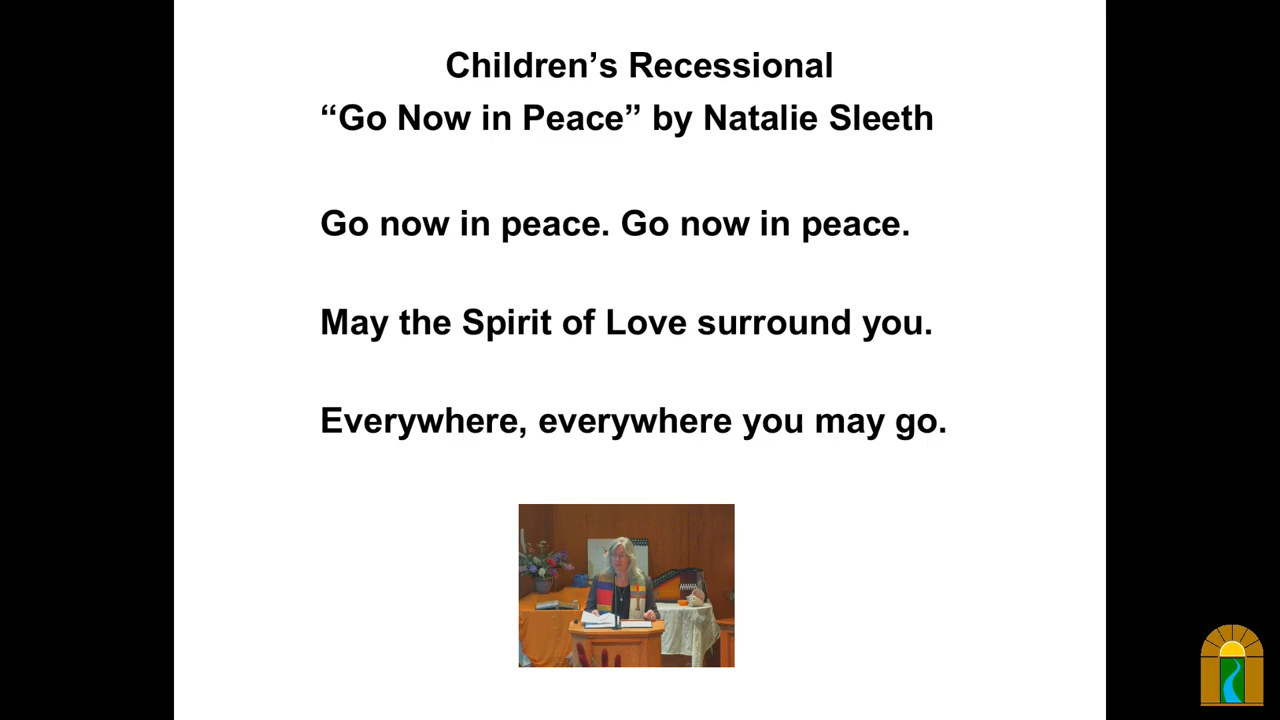 Children’s Recessional
“Go Now in Peace” by Natalie Sleeth
Go now in peace. Go now in peace.
May the Spirit of Love surround you.
Everywhere, everywhere you may go.